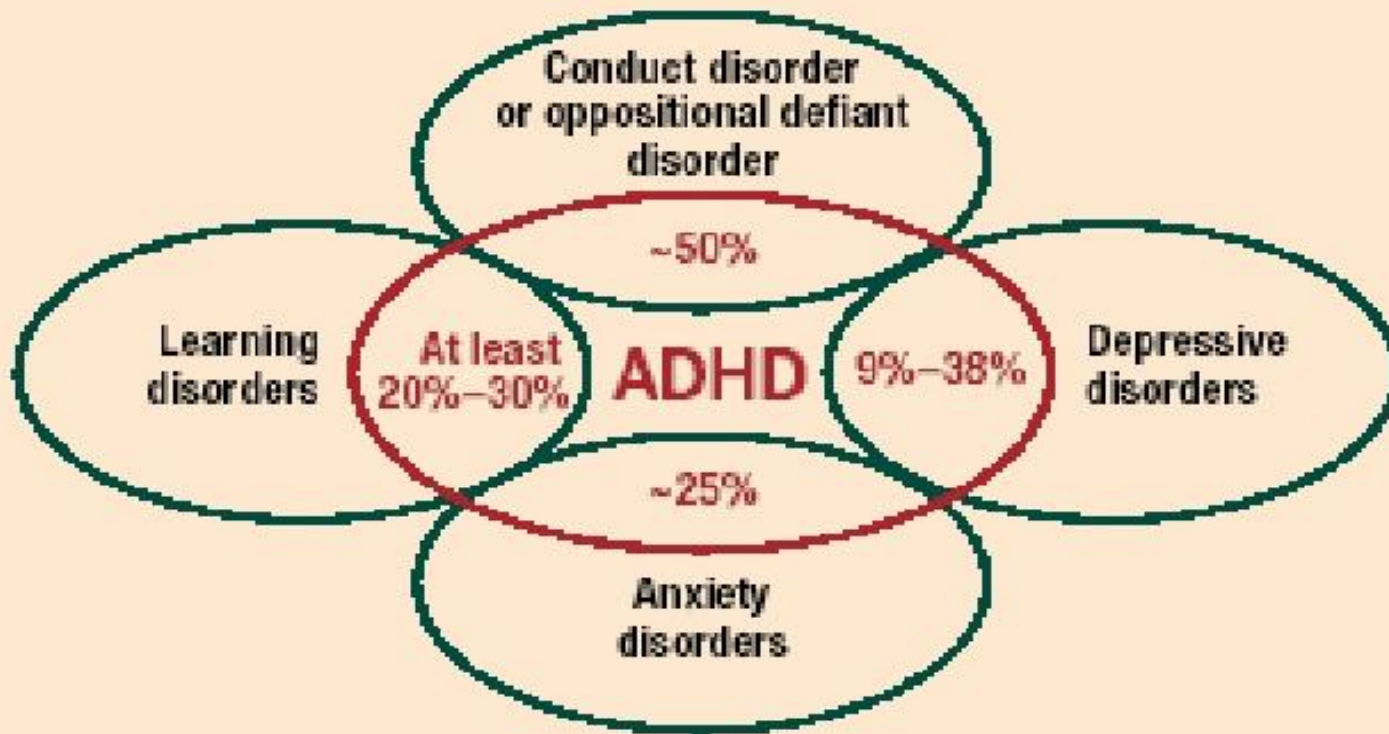 Conduct disorder
or oppositional defiant
disorder
~50%
Learning
disorders
At least
20%–30%
ADHD
9%–38%
Depressive
disorders
~25%
Anxiety
disorders